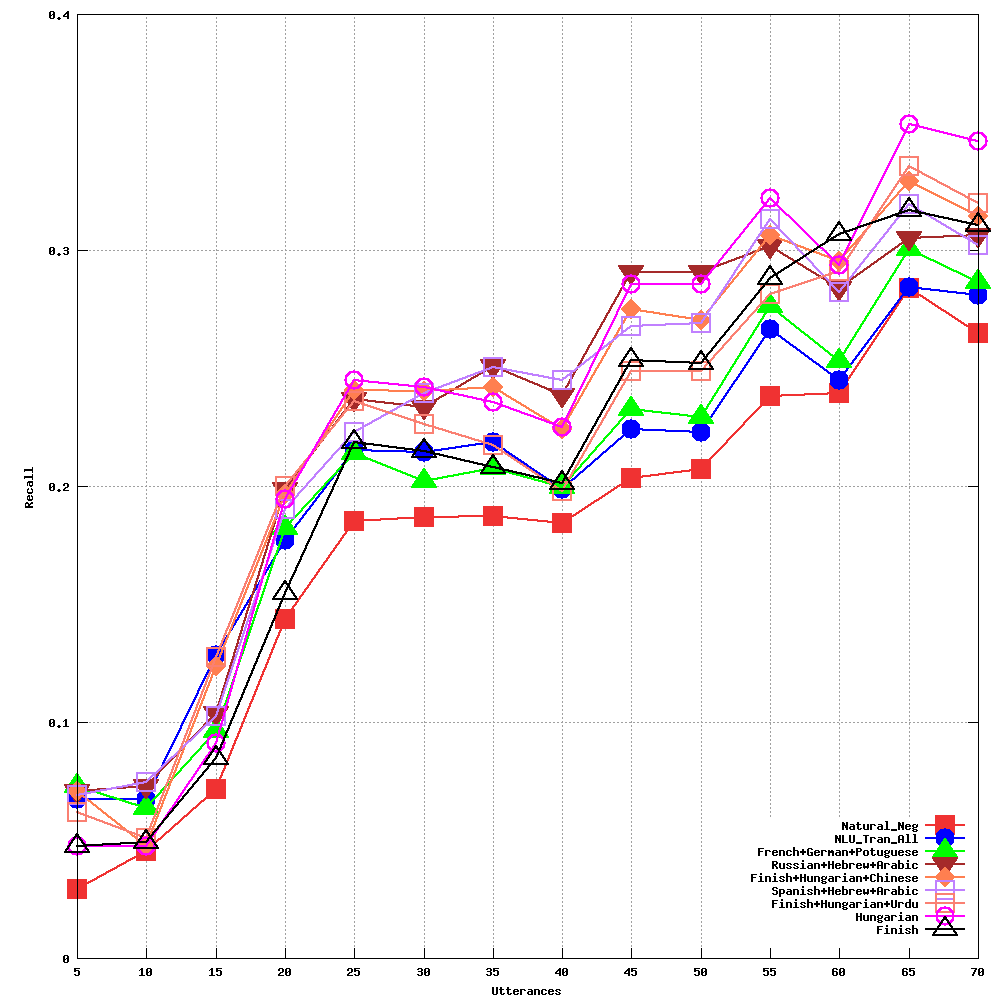 0.4
0.3
0.2
0.1
0
Recall
5 10 15 20 25 30 35 40 45 50 55 60 65 70
Utterances
Natural_Neg
NLU_Tran_All
French+German+Potuguese
Russian+Hebrew+Arabic
Finish+Hungarian+Chinese
Spanish+Hebrew+Arabic
Finish+Hungarian+Urdu
Hungarian
Finish